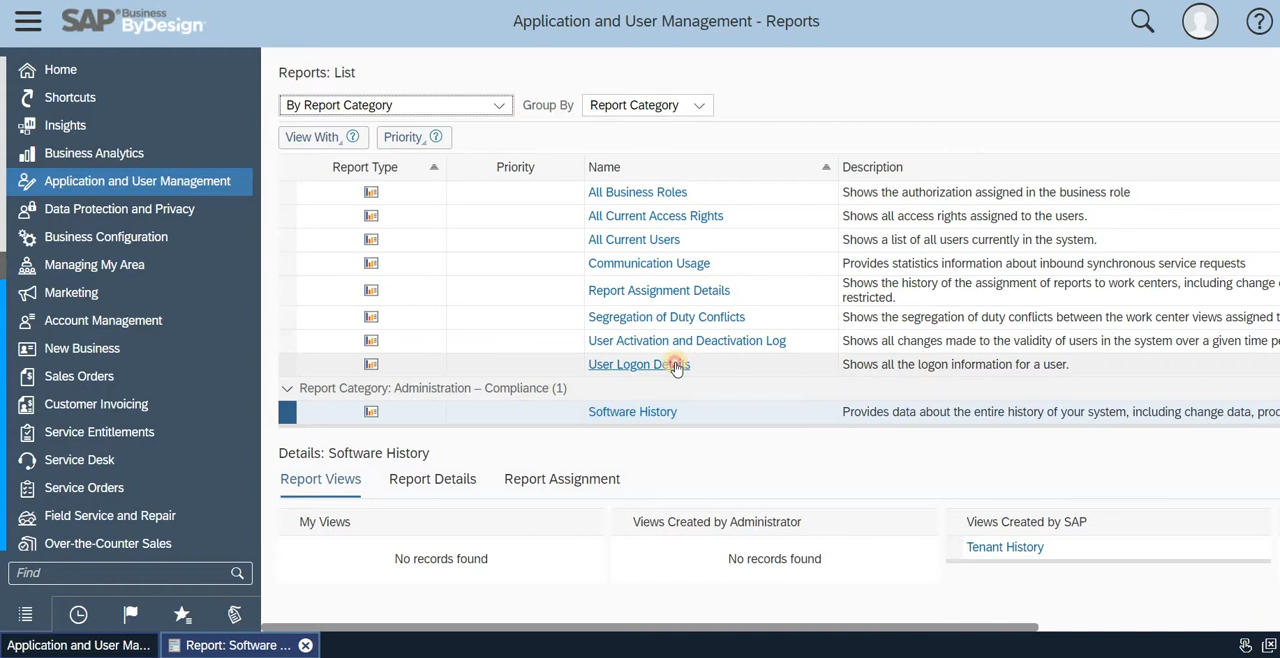 SAP Business ByDesign
Application and User Management - Reports
Home
Shortcuts
Insights
Business Analytics
Application and User Management
Data Protection and Privacy
Business Configuration
Managing My Area
Marketing
Account Management
New Business
Sales Orders
Customer Invoicing
Service Entitlements
Service Desk
Service Orders
Field Service and Repair
Over-the-Counter Sales
Find
Reports: List
By Report Category Group By Report Category
View With Priority
Report Type Priority Name Description
All Business Roles Shows the authorization assigned in the business role
All Current Access Rights Shows all access rights assigned to the users.
All Current Users Shows a list of all users currently in the system.
Communication Usage Provides statistics information about inbound synchronous service requests
Report Assignment Details Shows the history of the assignment of reports to work centers, including change
restricted.
Segregation of Duty Conflicts Shows the segregation of duty conflicts between the work center views assigned
User Activation and Deactivation Log Shows all changes made to the validity of users in the system over a given time
User Logon Details Shows all the logon information for a user.
Report Category: Administration – Compliance (1)
Software History Provides data about the entire history of your system, including change data,
Details: Software History
Report Views Report Details Report Assignment
My Views Views Created by Administrator Views Created by SAP
No records found No records found Tenant History
Application and User Ma... Report: Software ...